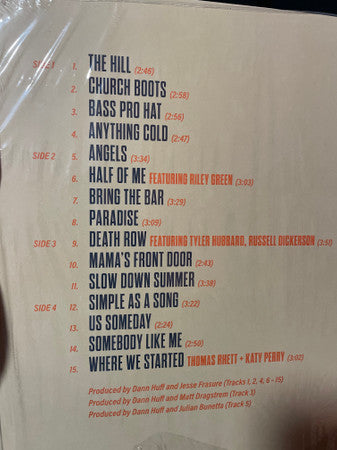 SIDE 1 1. THE HILL (2:46)
2. CHURCH BOOTS (2:58)
3. BASS PRO HAT (2:56)
4. ANYTHING COLD (2:47)
SIDE 2 5. ANGELS (3:34)
6. HALF OF ME FEATURING RILEY GREEN (3:03)
7. BRING THE BAR (3:29)
8. PARADISE (3:09)
SIDE 3 9. DEATH ROW FEATURING TYLER HUBBARD, RUSSELL DICKERSON (3:51)
10. MAMA'S FRONT DOOR (2:43)
11. SLOW DOWN SUMMER (3:38)
SIDE 4 12. SIMPLE AS A SONG (3:22)
13. US SOMEDAY (2:24)
14. SOMEBODY LIKE ME (2:50)
15. WHERE WE STARTED THOMAS RHETT + KATY PERRY (3:02)
Produced by Dann Huff and Jesse Frasure (Tracks 1, 2, 4, 6 - 15)
Produced by Dann Huff and Matt Dragstrem (Track 3)
Produced by Dann Huff and Julian Bunetta (Track 5)